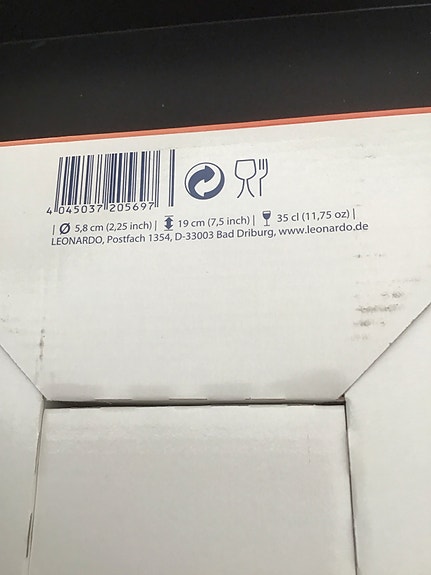 4 045037 205697
| Ø 5,8 cm (2,25 inch) | 19 cm (7,5 inch) | 35 cl (11,75 oz) |
LEONARDO, Postfach 1354, D-33003 Bad Driburg, www.leonardo.de